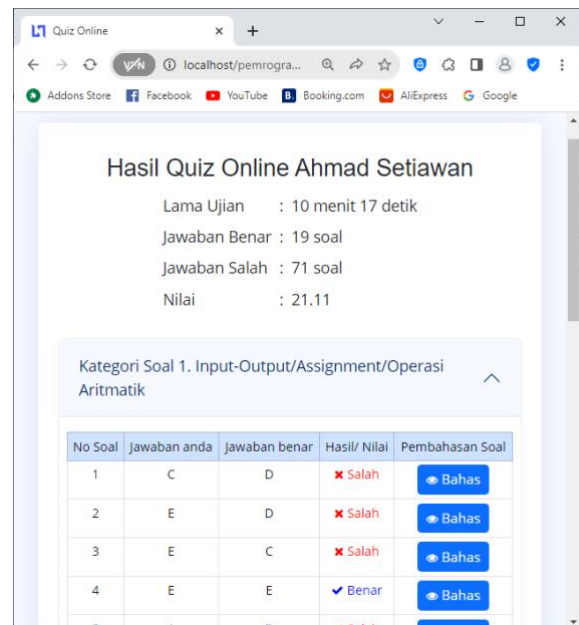 Quiz Online
VPN
localhost/pemrogra...
Addons Store
Facebook
YouTube
B.
Booking.com
AliExpress
G
Google
Hasil Quiz Online Ahmad Setiawan
Lama Ujian : 10 menit 17 detik
Jawaban Benar : 19 soal
Jawaban Salah : 71 soal
Nilai : 21.11
Kategori Soal 1. Input-Output/Assignment/Operasi
Aritmatik
No Soal Jawaban anda Jawaban benar Hasil/ Nilai Pembahasan Soal
1 C D Salah Bahas
2 E D Salah Bahas
3 E C Salah Bahas
4 E E Benar Bahas